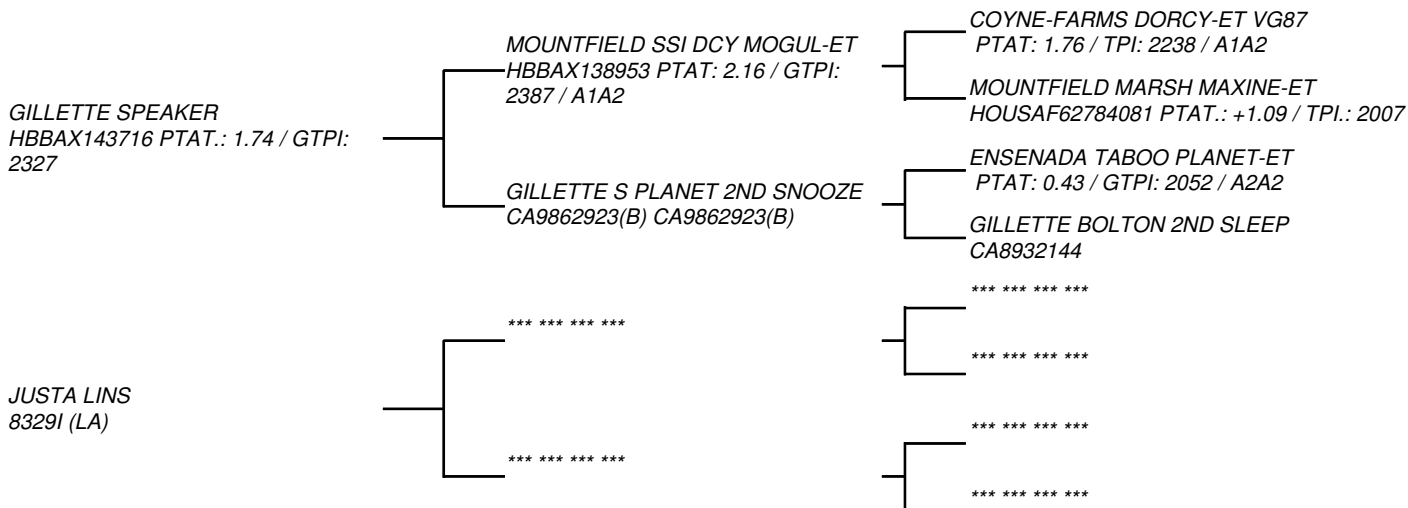 GILLETTE SPEAKER
HBBAX143716 PTAT.: 1.74 / GTPI:
2327
MOUNTFIELD SSI DCY MOGUL-ET
HBBAX138953 PTAT: 2.16 / GTPI:
2387 / A1A2
COYNE-FARMS DORCY-ET VG87
PTAT: 1.76 / TPI: 2238 / A1A2
MOUNTFIELD MARSH MAXINE-ET
HOUSAF62784081 PTAT.: +1.09 / TPI.: 2007
GILLETTE S PLANET 2ND SNOOZE
CA9862923(B) CA9862923(B)
ENSENADA TABOO PLANET-ET
PTAT: 0.43 / GTPI: 2052 / A2A2
GILLETTE BOLTON 2ND SLEEP
CA8932144
JUSTA LINS
8329I (LA)
*** *** *** ***
*** *** *** ***
*** *** *** ***
*** *** *** ***
*** *** *** ***
*** *** *** ***